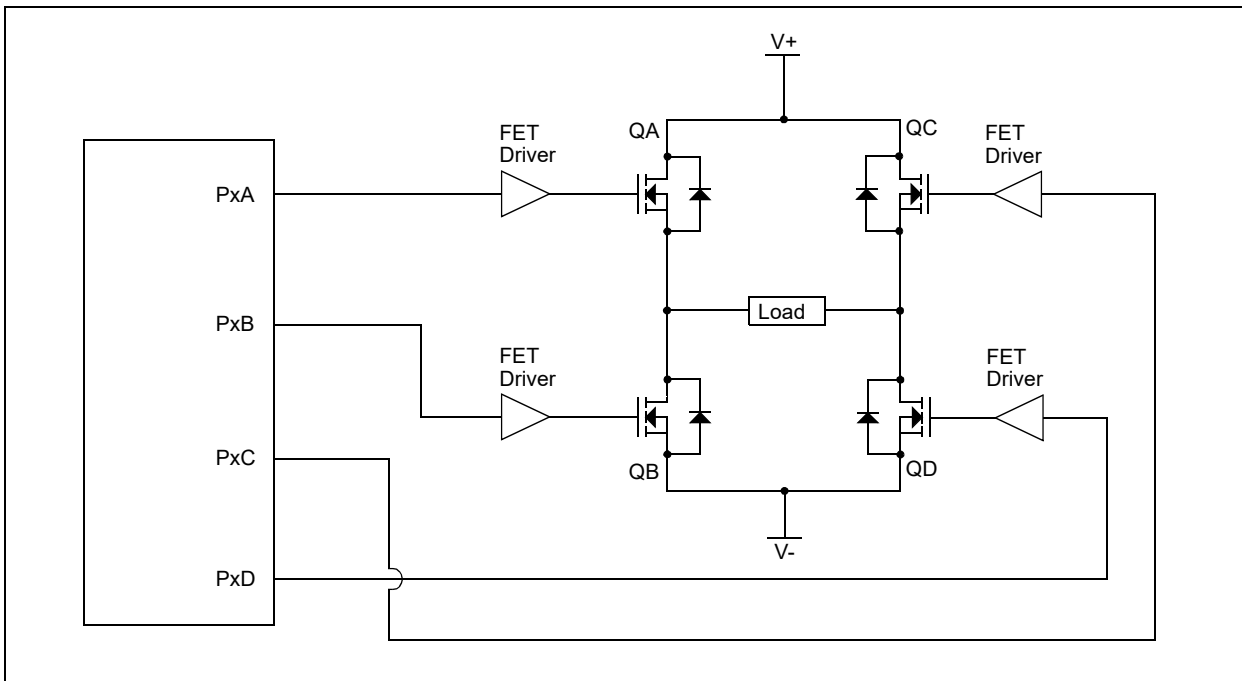 V+
QA
QC
FET
Driver
FET
Driver
PxA
Load
PxB
FET
Driver
FET
Driver
PxC
QB
QD
V-
PxD